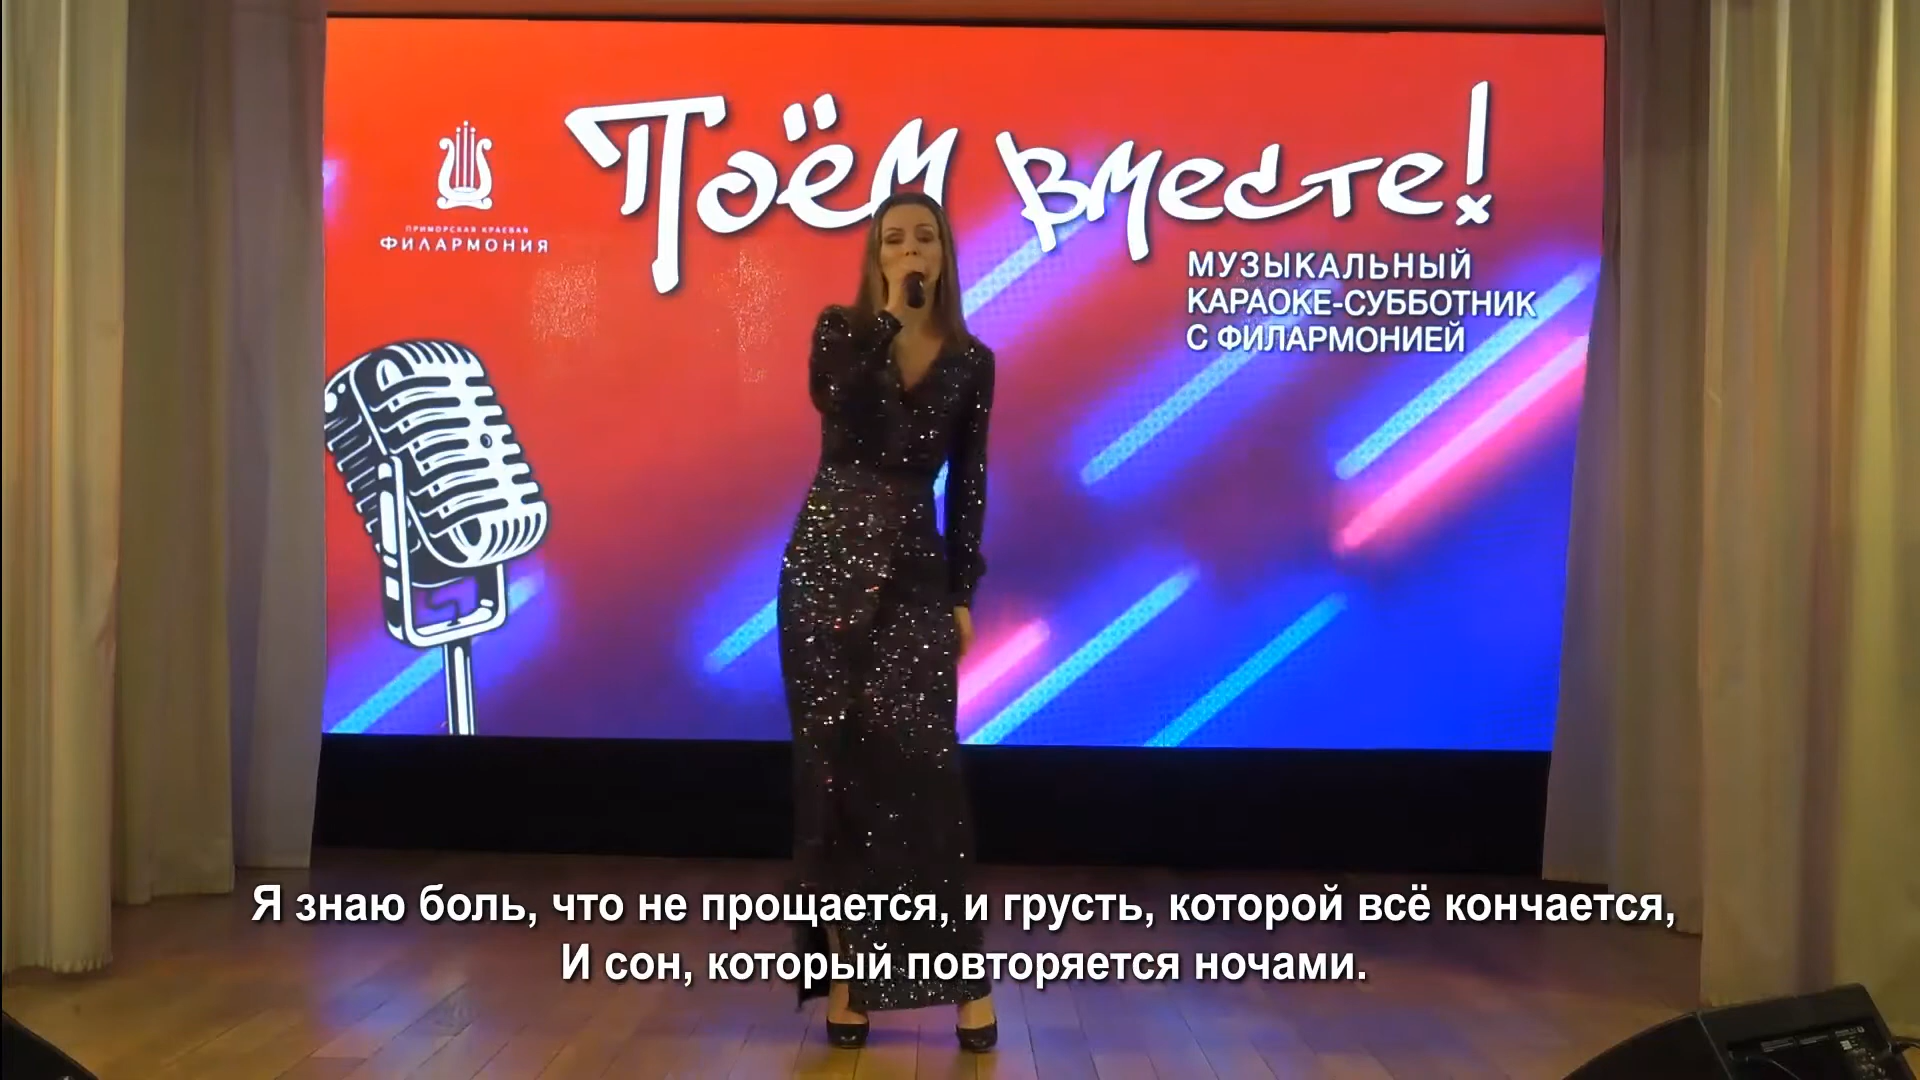 Поём вместе!
ПРИМОРСКАЯ КРАЕВАЯ
ФИЛАРМОНИЯ
МУЗЫКАЛЬНЫЙ
КАРАОКЕ-СУББОТНИК
С ФИЛАРМОНИЕЙ
Я знаю боль, что не прощается, и грусть, которой всё кончается,
И сон, который повторяется ночами.